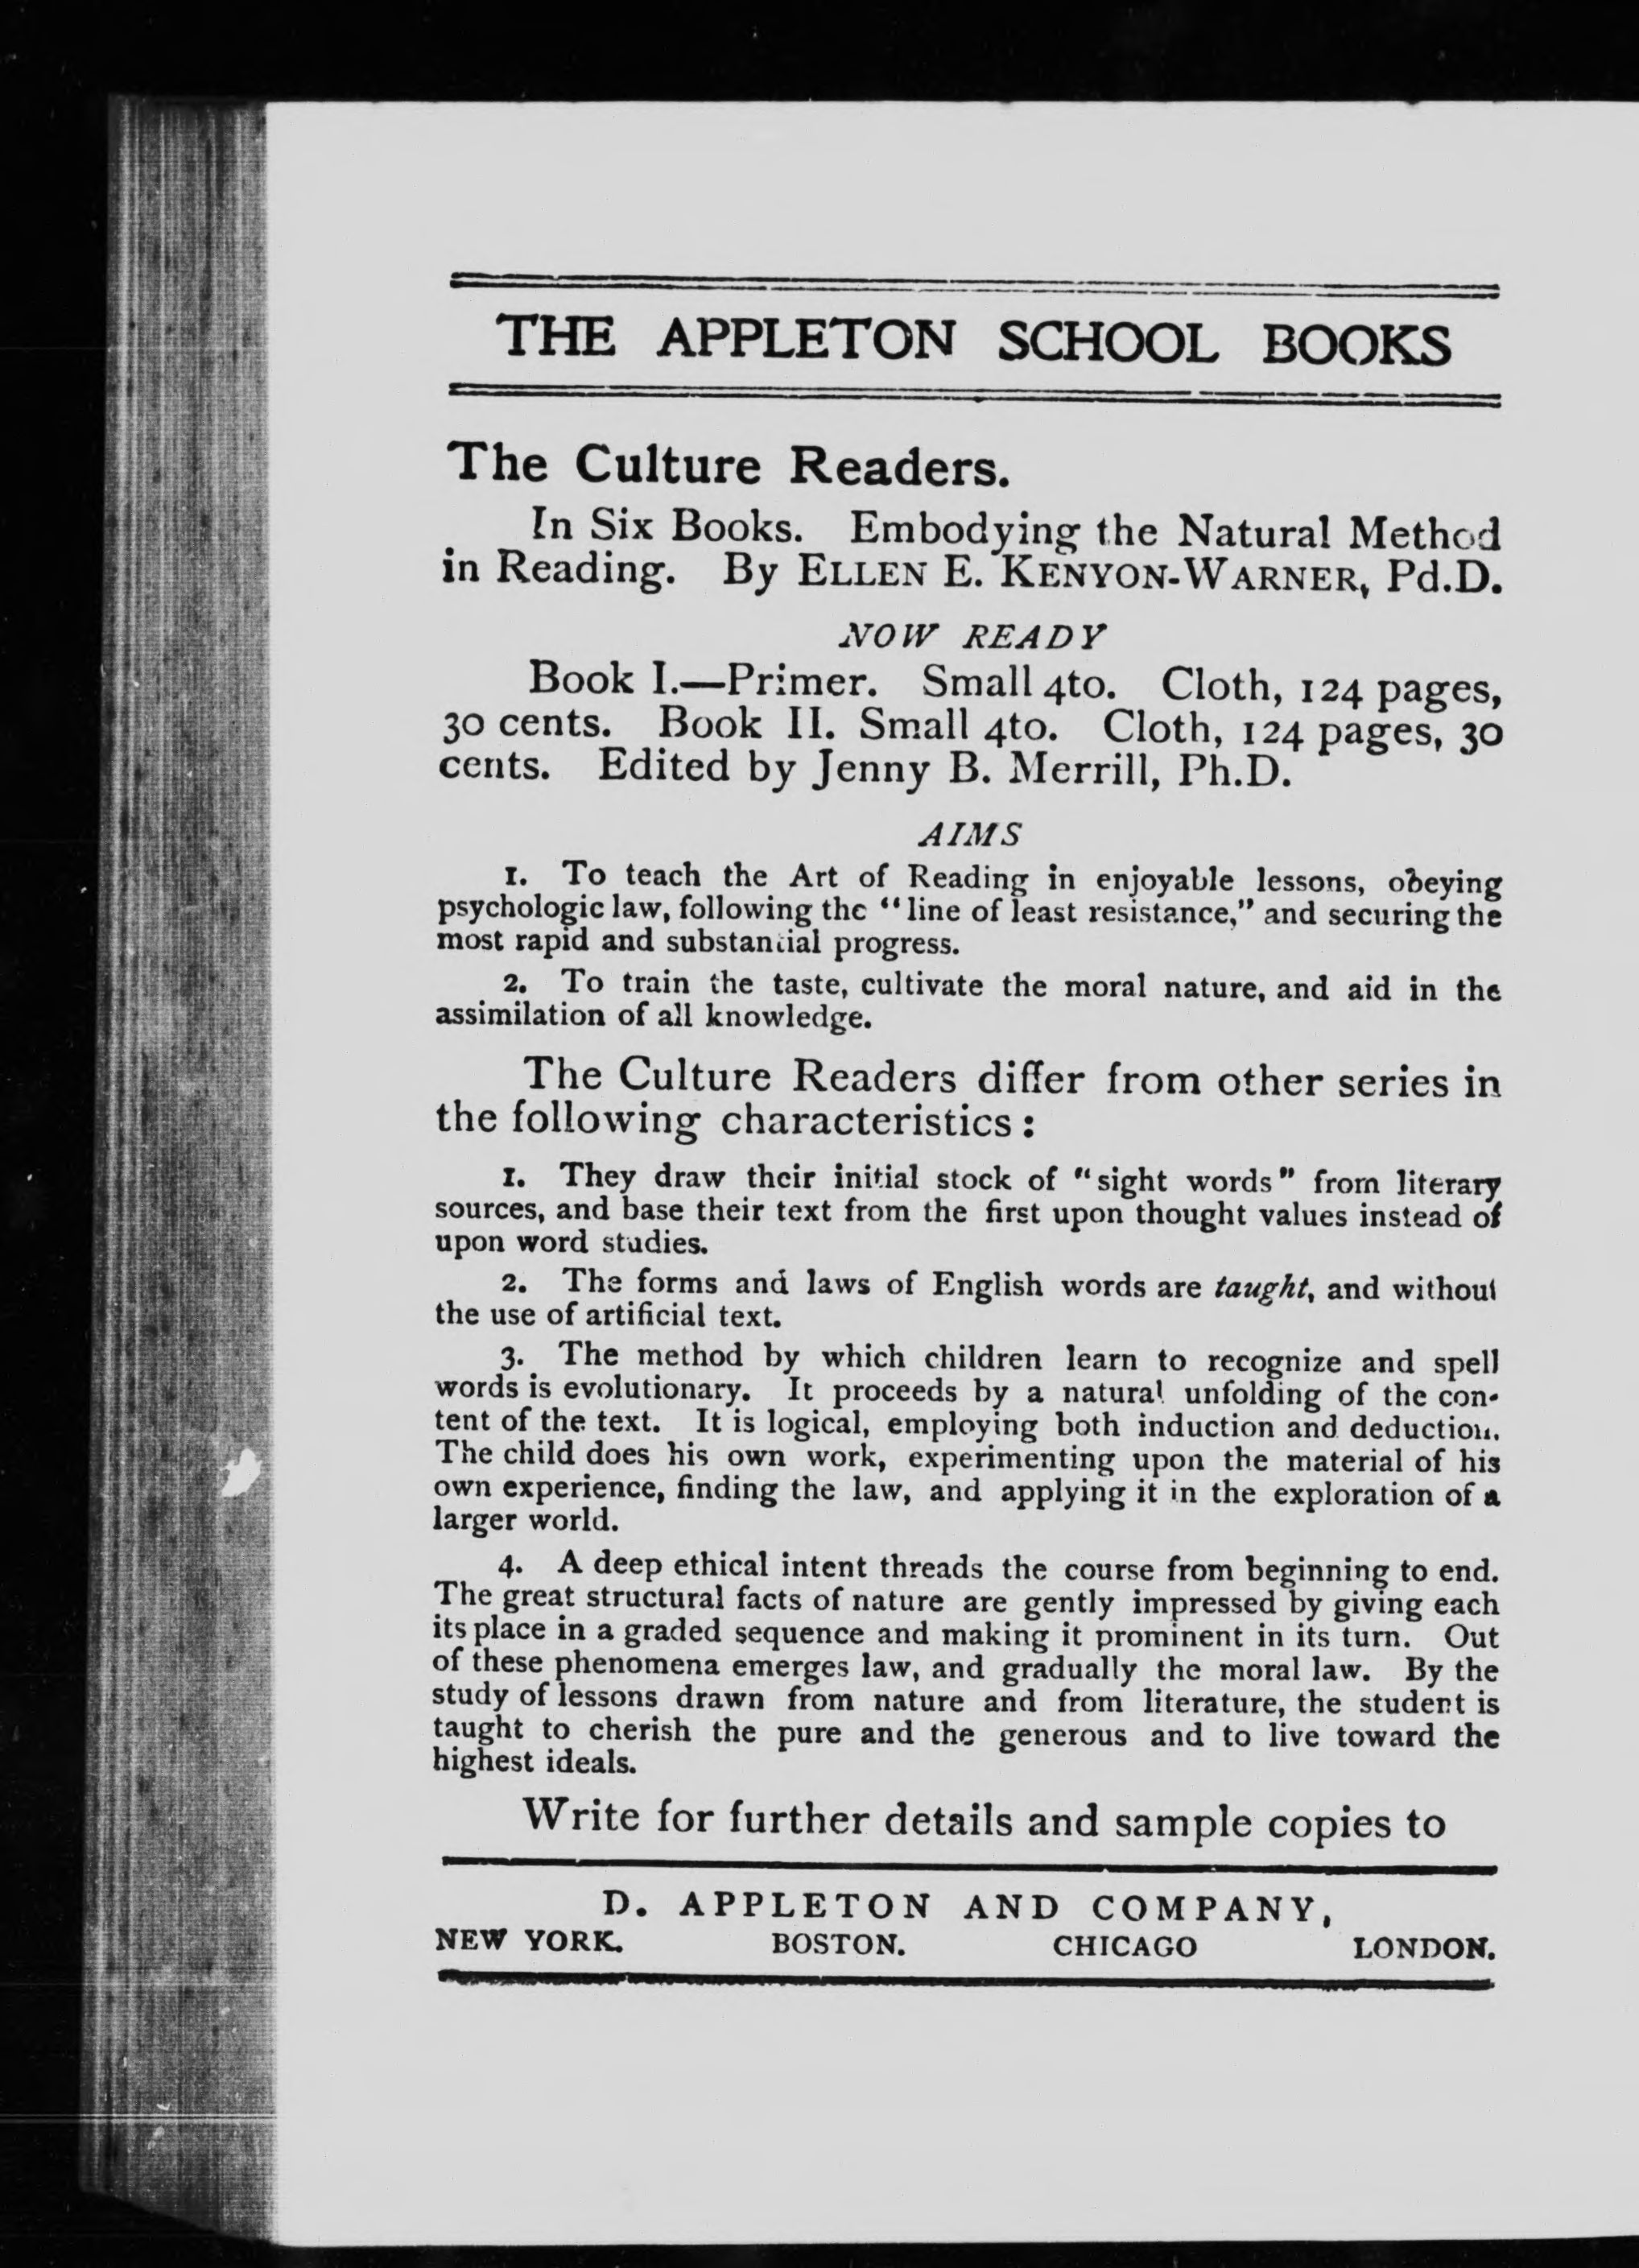 THE APPLETON SCHOOL BOOKS
The Culture Readers.
In Six Books. Embodying the Natural Method
in Reading. By ELLEN E. KENYON-WARNER, Pd.D.
NOW READY
Book I.—Primer. Small 4to. Cloth, 124 pages,
30 cents. Book II. Small 4to. Cloth, 124 pages, 30
cents. Edited by Jenny B. Merrill, Ph.D.
AIMS
1. To teach the Art of Reading in enjoyable lessons, obeying
psychologic law, following the "line of least resistance," and securing the
most rapid and substantial progress.
2. To train the taste, cultivate the moral nature, and aid in the
assimilation of all knowledge.
The Culture Readers differ from other series in
the following characteristics:
1. They draw their initial stock of "sight words" from literary
sources, and base their text from the first upon thought values instead of
upon word studies.
2. The forms and laws of English words are taught, and without
the use of artificial text.
3. The method by which children learn to recognize and spell
words is evolutionary. It proceeds by a natural unfolding of the con-
tent of the text. It is logical, employing both induction and deduction.
The child does his own work, experimenting upon the material of his
own experience, finding the law, and applying it in the exploration of a
larger world.
4. A deep ethical intent threads the course from beginning to end.
The great structural facts of nature are gently impressed by giving each
its place in a graded sequence and making it prominent in its turn. Out
of these phenomena emerges law, and gradually the moral law. By the
study of lessons drawn from nature and from literature, the student is
taught to cherish the pure and the generous and to live toward the
highest ideals.
Write for further details and sample copies to
D. APPLETON AND COMPANY,
NEW YORK. BOSTON. CHICAGO LONDON.